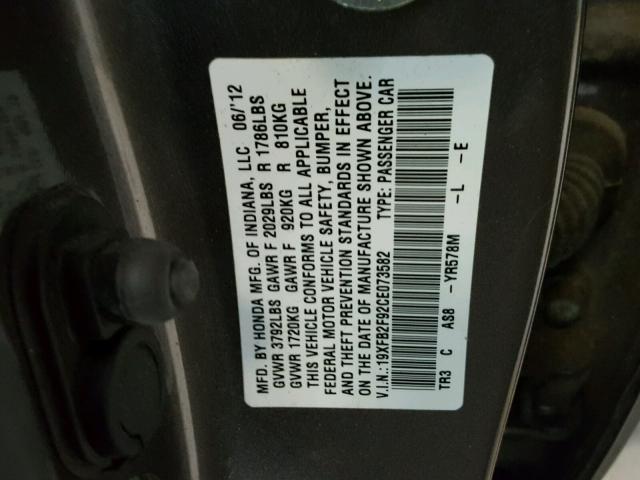 MFD. BY HONDA MFG. OF INDIANA, LLC 06/'12
GVWR 3792LBS GAWR F 2029LBS R 1786LBS
GVWR 1720KG GAWR F 920KG R 810KG
THIS VEHICLE CONFORMS TO ALL APPLICABLE
FEDERAL MOTOR VEHICLE SAFETY, BUMPER,
AND THEFT PREVENTION STANDARDS IN EFFECT
ON THE DATE OF MANUFACTURE SHOWN ABOVE.
V.I.N.:19XFB2F92CE073582 TYPE: PASSENGER CAR
TR3 C AS8 -YR578M -L -E